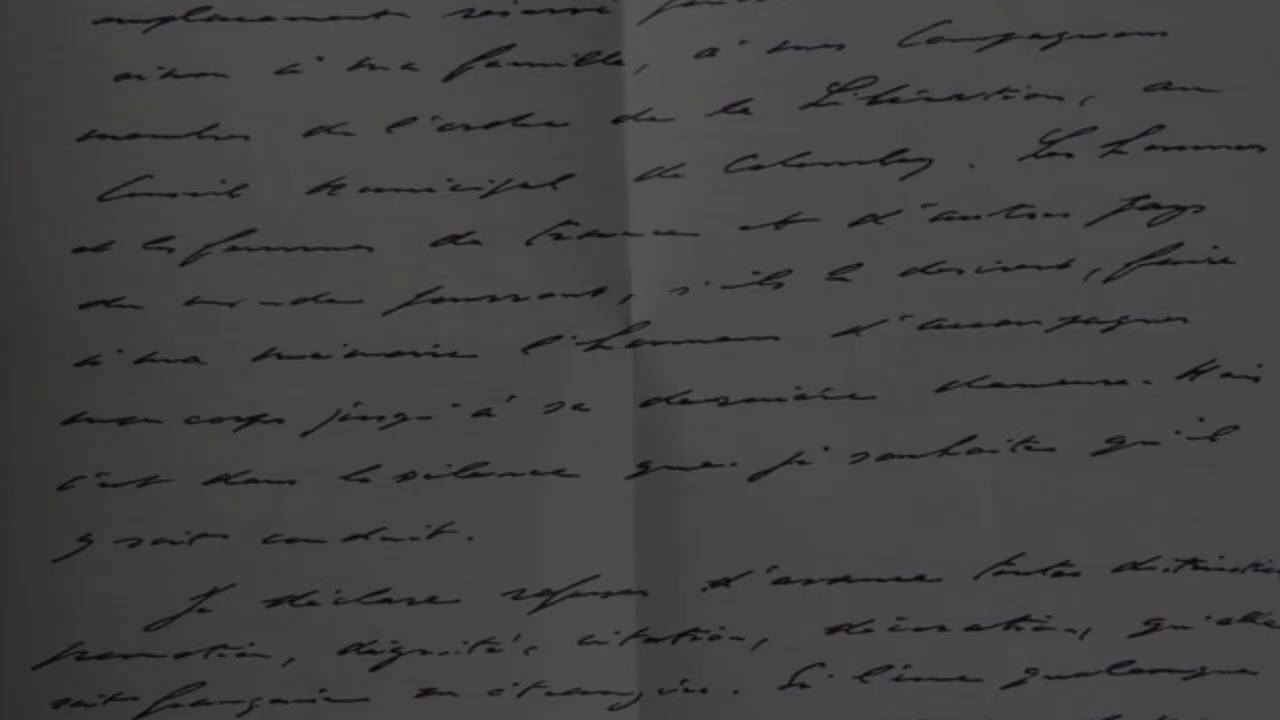 emplacement réservé
à ma famille, à mes Compagnons
membres de l'ordre de la Libération, au
Conseil Municipal de Colombey. Les hommes
et les femmes de France et d'autres pays
du monde pourront, s'ils le désirent, faire
à ma mémoire l'honneur d'accompagner
mon corps jusqu'à sa dernière demeure. Mais
c'est dans le silence que je souhaite qu'il
y soit conduit.
Je déclare refuser d'avance toute distinction
promotion, dignité, citation, décoration, qu'elle
soit française ou étrangère. Si l'une quelconque